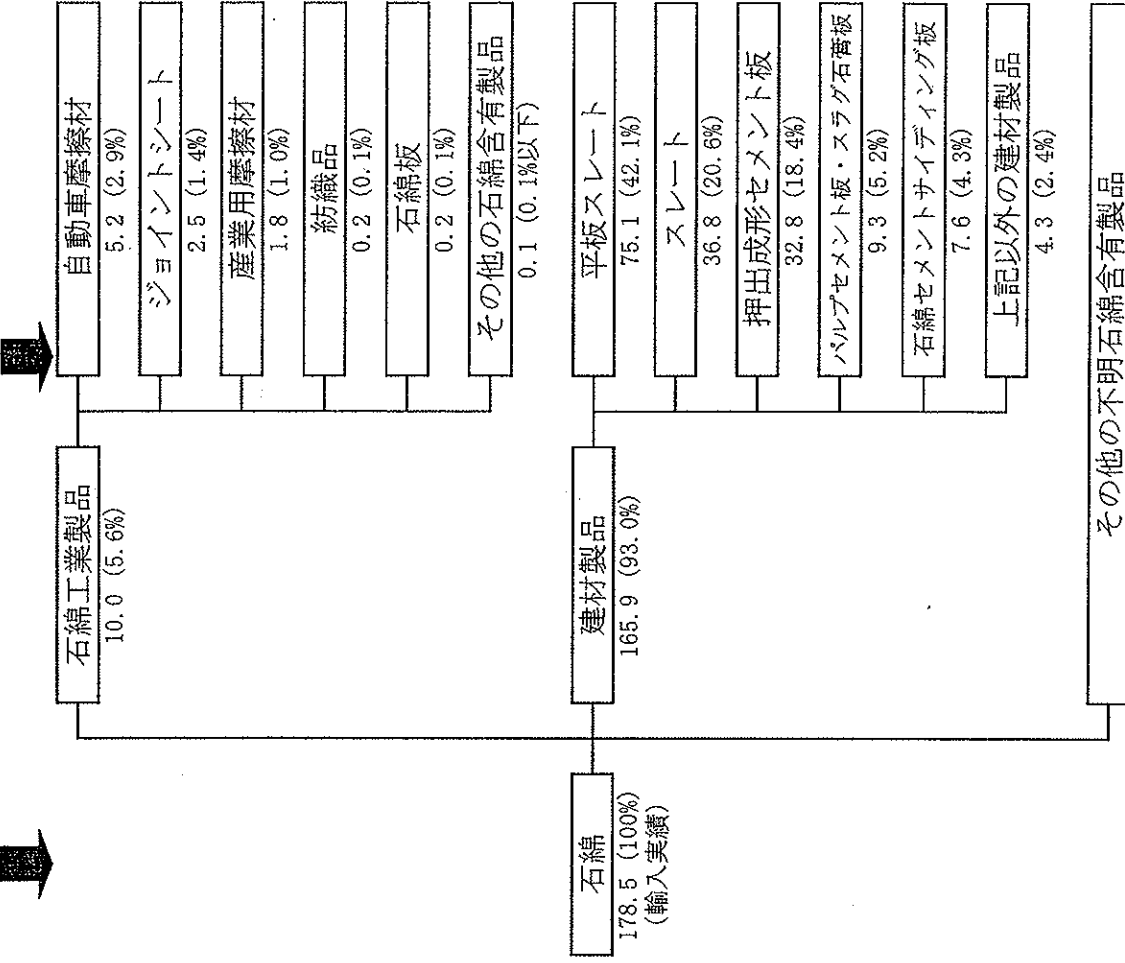 石綿
178.5 (100%)
(輸入実績)
石綿工業製品
10.0 (5.6%)
自動車摩擦材
5.2 (2.9%)
ジョイントシート
2.5 (1.4%)
産業用摩擦材
1.8 (1.0%)
紡織品
0.2 (0.1%)
石綿板
0.2 (0.1%)
その他の石綿含有製品
0.1 (0.1%以下)
建材製品
165.9 (93.0%)
平板スレート
75.1 (42.1%)
スレート
36.8 (20.6%)
押出成形セメント板
32.8 (18.4%)
パルプセメント板・スラグ石膏板
9.3 (5.2%)
石綿セメントサイディング板
7.6 (4.3%)
上記以外の建材製品
4.3 (2.4%)
その他の不明石綿含有製品